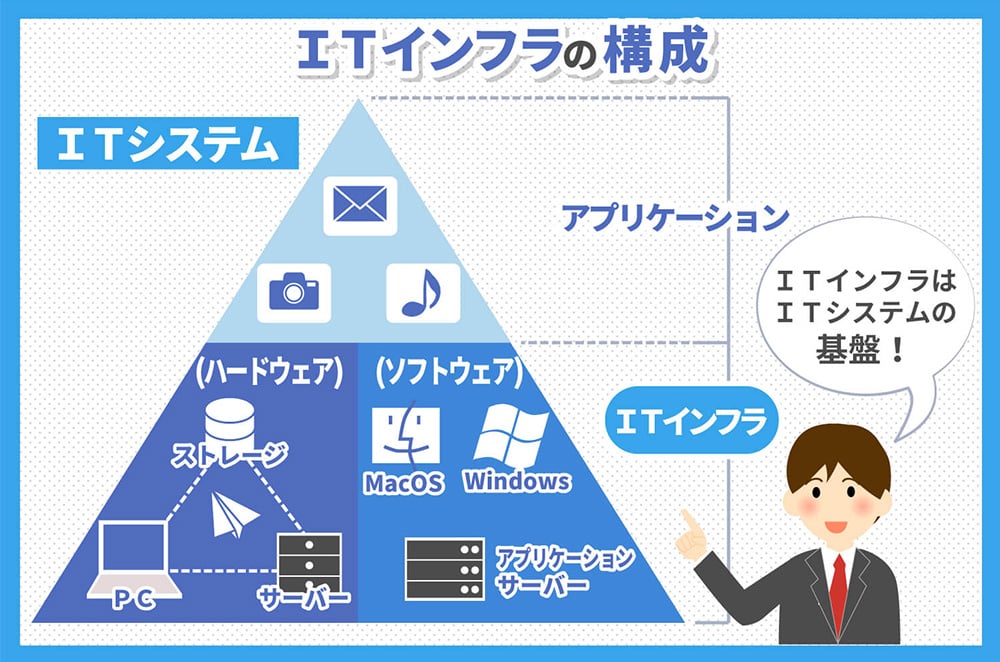 ＩＴインフラの構成
ＩＴシステム
アプリケーション
ＩＴインフラは
ＩＴシステムの
基盤！
(ハードウェア)
(ソフトウェア)
ＩＴインフラ
ストレージ
MacOS
Windows
アプリケーション
サーバー
ＰＣ
サーバー